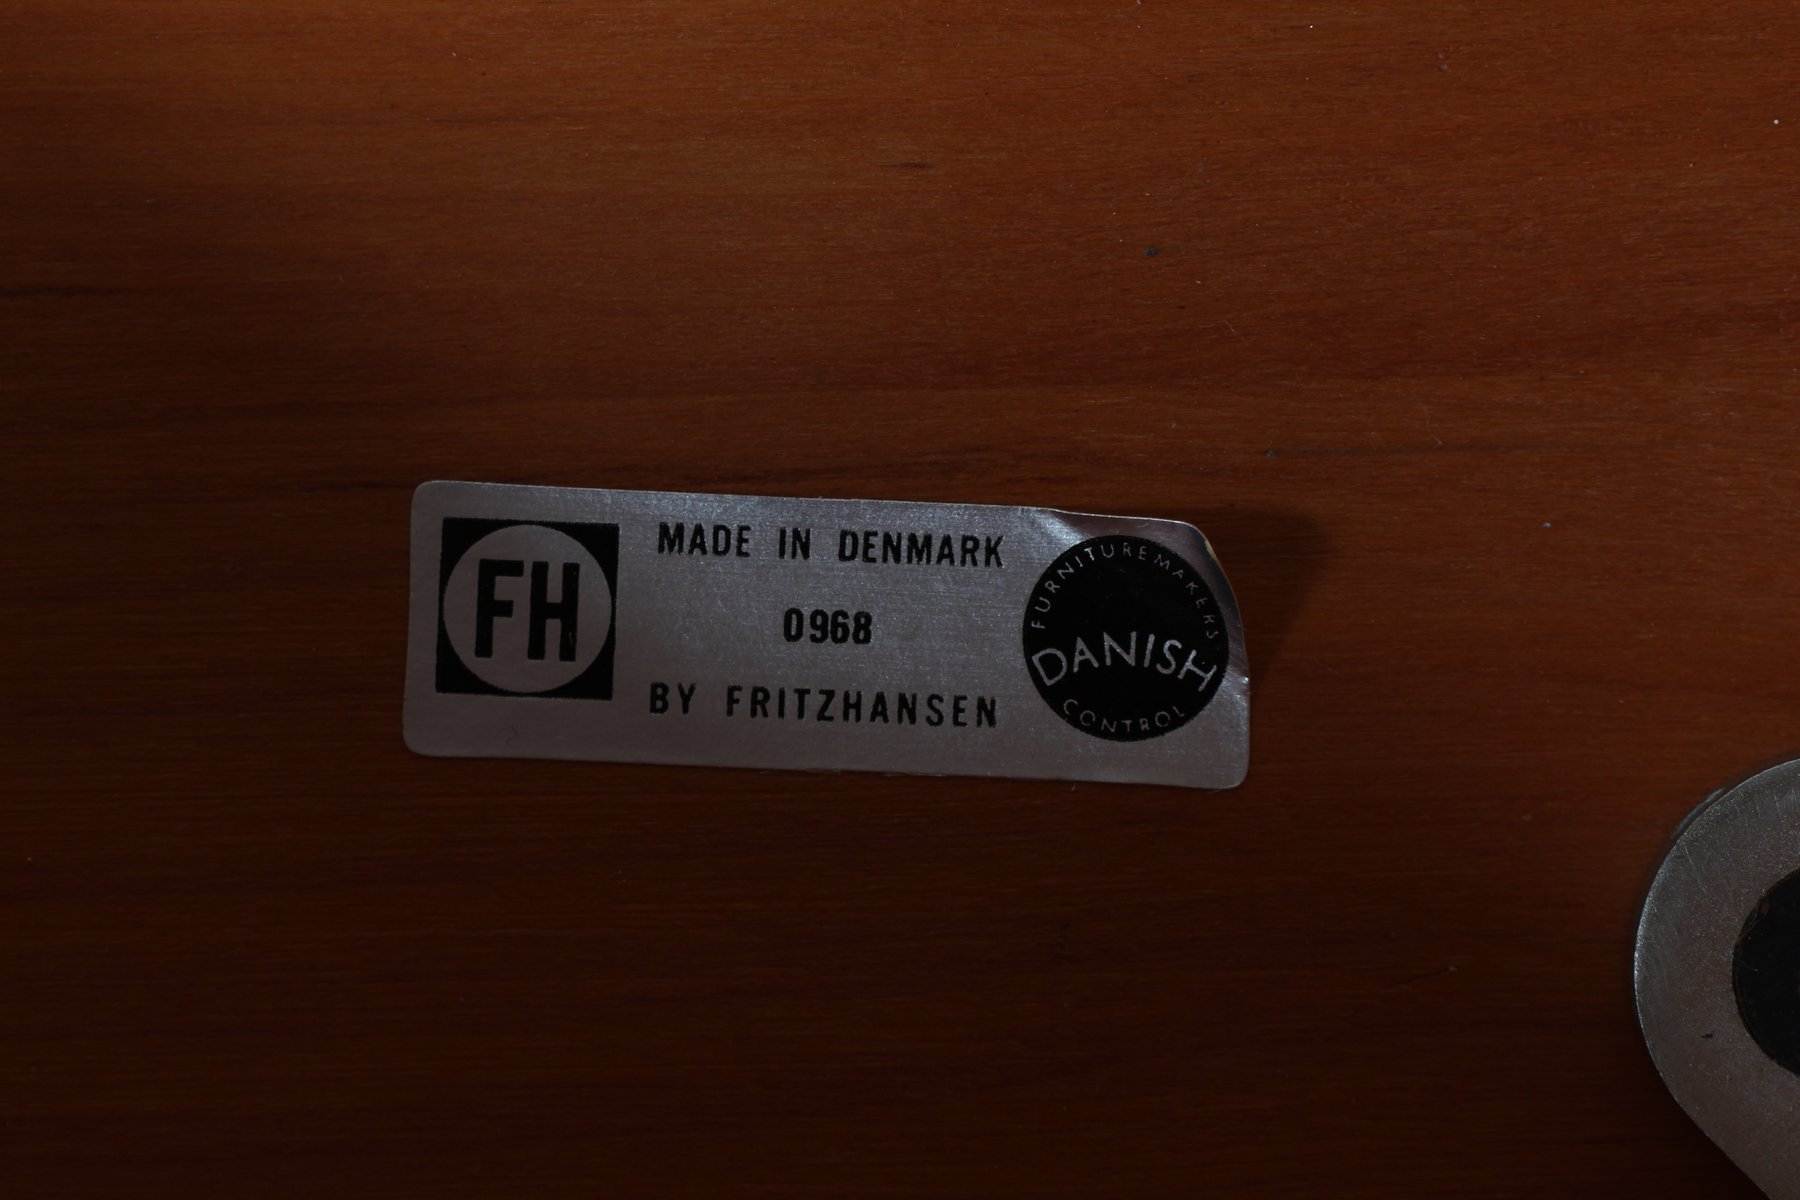 FH
MADE IN DENMARK
0968
BY FRITZHANSEN
FURNITUREMAKERS
DANISH
CONTROL